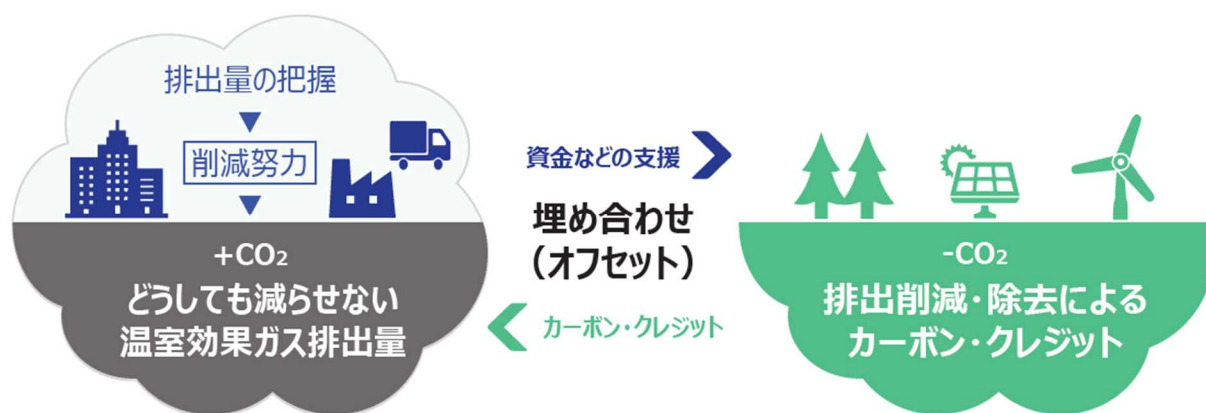 排出量の把握
削減努力
+CO₂
どうしても減らせない
温室効果ガス排出量
資金などの支援
埋め合わせ
（オフセット）
カーボン・クレジット
-CO₂
排出削減・除去による
カーボン・クレジット